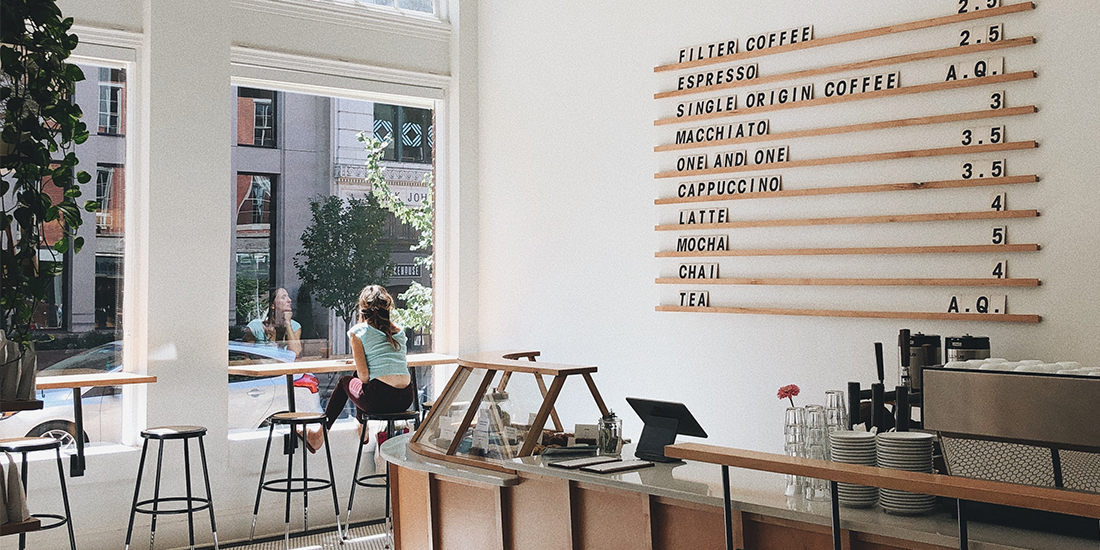 FILTER COFFEE 2.5
ESPRESSO 2.5
SINGLE ORIGIN COFFEE A.Q.
MACCHIATO 3
ONE AND ONE 3.5
CAPPUCCINO 3.5
LATTE 4
MOCHA 5
CHAI 4
TEA A.Q.